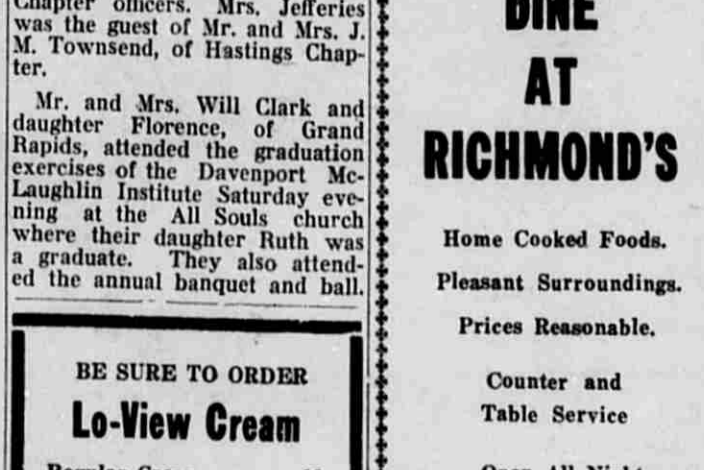 Chapter officers. Mrs. Jefferies
was the guest of Mr. and Mrs. J.
M. Townsend, of Hastings Chap-
ter.
Mr. and Mrs. Will Clark and
daughter Florence, of Grand
Rapids, attended the graduation
exercises of the Davenport Mc-
Laughlin Institute Saturday eve-
ning at the All Souls church
where their daughter Ruth was
a graduate. They also attend-
ed the annual banquet and ball.
BE SURE TO ORDER
Lo-View Cream
DINE
AT
RICHMOND'S
Home Cooked Foods.
Pleasant Surroundings.
Prices Reasonable.
Counter and
Table Service
Open All Night